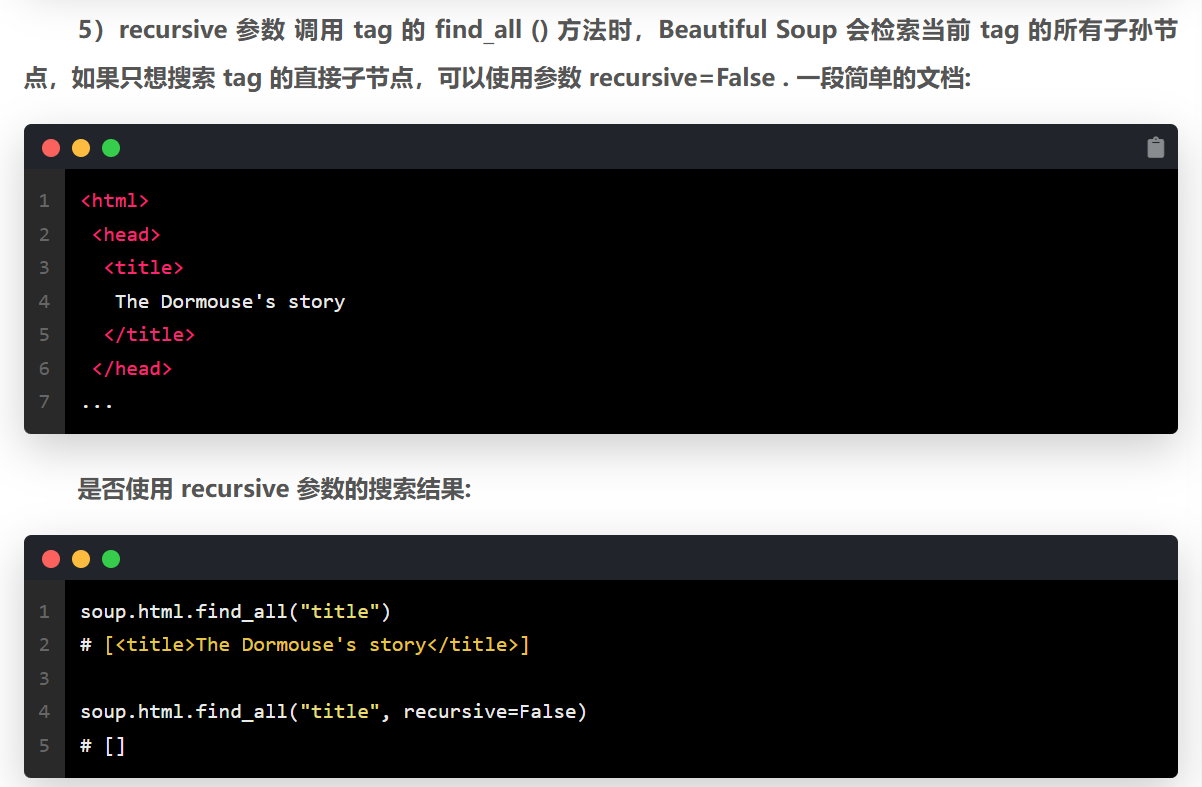 5）recursive 参数 调用 tag 的 find_all () 方法时，Beautiful Soup 会检索当前 tag 的所有子孙节
点，如果只想搜索 tag 的直接子节点，可以使用参数 recursive=False . 一段简单的文档:
1 <html>
2  <head>
3   <title>
4    The Dormouse's story
5   </title>
6  </head>
7 ...
是否使用 recursive 参数的搜索结果:
1 soup.html.find_all("title")
2 # [<title>The Dormouse's story</title>]
3
4 soup.html.find_all("title", recursive=False)
5 # []